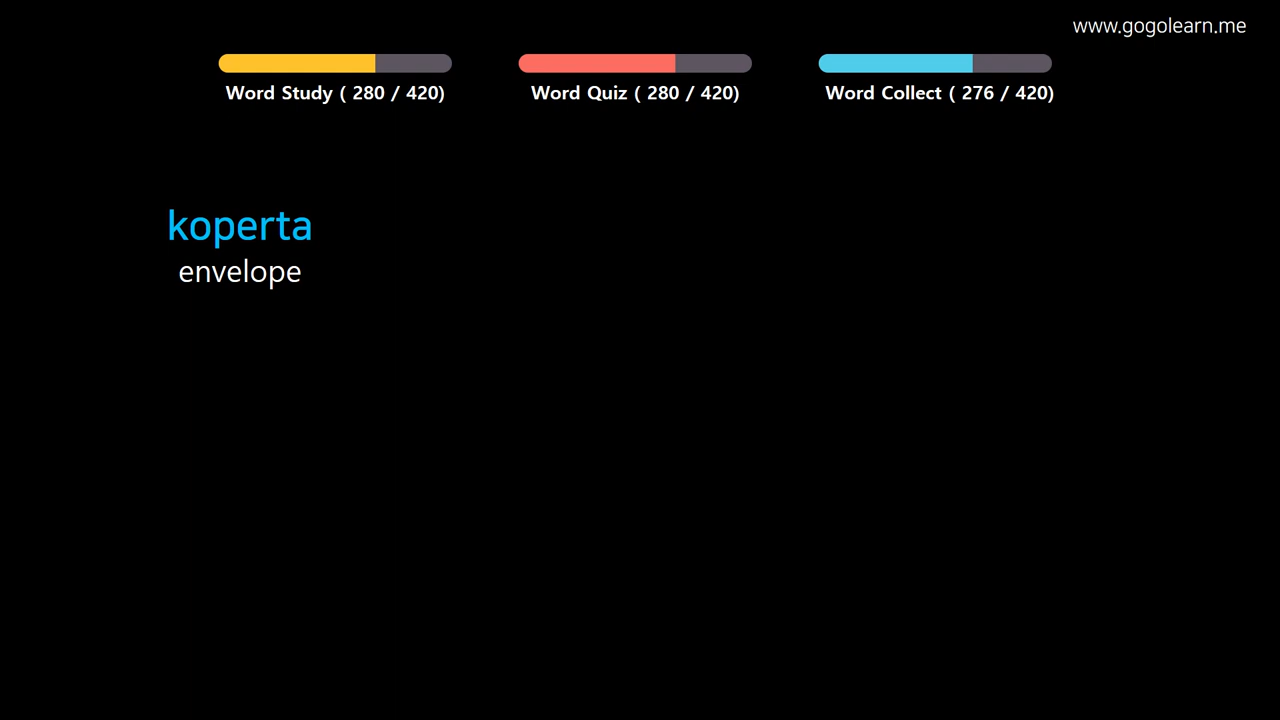 www.gogolearn.me
Word Study ( 280 / 420)
Word Quiz ( 280 / 420)
Word Collect ( 276 / 420)
koperta
envelope